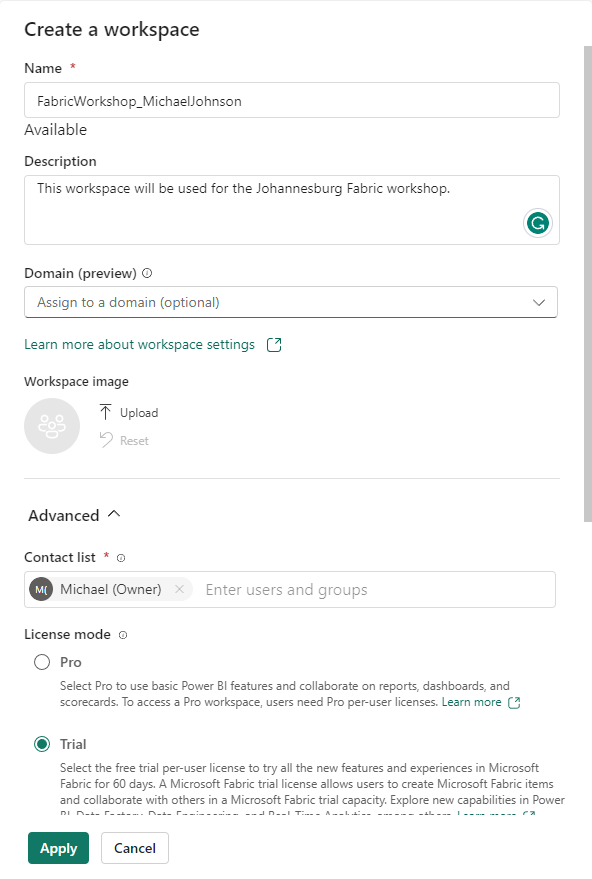 Create a workspace
Name *
FabricWorkshop_MichaelJohnson
Available
Description
This workspace will be used for the Johannesburg Fabric workshop.
Domain (preview)
Assign to a domain (optional)
Learn more about workspace settings
Workspace image
Upload
Reset
Advanced
Contact list *
M( Michael (Owner) Enter users and groups
License mode
Pro
Select Pro to use basic Power BI features and collaborate on reports, dashboards, and
scorecards. To access a Pro workspace, users need Pro per-user licenses. Learn more
Trial
Select the free trial per-user license to try all the new features and experiences in Microsoft
Fabric for 60 days. A Microsoft Fabric trial license allows users to create Microsoft Fabric items
and collaborate with others in a Microsoft Fabric trial capacity. Explore new capabilities in Power
BI, Data Factory, Data Engineering, and Real-Time Analytics, among others. Learn more
Apply Cancel